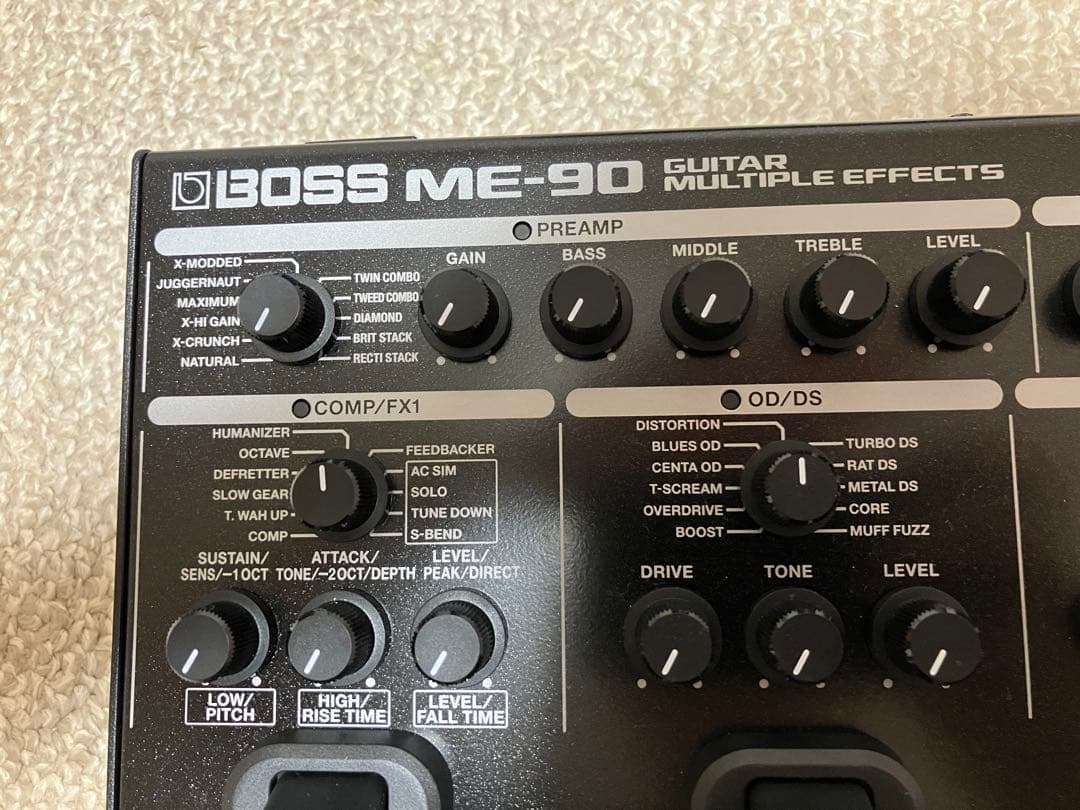 BOSS ME-90 GUITAR
MULTIPLE EFFECTS
PREAMP
X-MODDED
JUGGERNAUT
MAXIMUM
X-HI GAIN
X-CRUNCH
NATURAL
TWIN COMBO
TWEED COMBO
DIAMOND
BRIT STACK
RECTI STACK
GAIN
BASS
MIDDLE
TREBLE
LEVEL
COMP/FX1
HUMANIZER
OCTAVE
DEFRETTER
SLOW GEAR
T. WAH UP
COMP
FEEDBACKER
AC SIM
SOLO
TUNE DOWN
S-BEND
SUSTAIN/
SENS/-1OCT
ATTACK/
TONE/-2OCT/DEPTH
LEVEL/
PEAK/DIRECT
LOW/
PITCH
HIGH/
RISE TIME
LEVEL/
FALL TIME
OD/DS
DISTORTION
BLUES OD
CENTA OD
T-SCREAM
OVERDRIVE
BOOST
TURBO DS
RAT DS
METAL DS
CORE
MUFF FUZZ
DRIVE
TONE
LEVEL